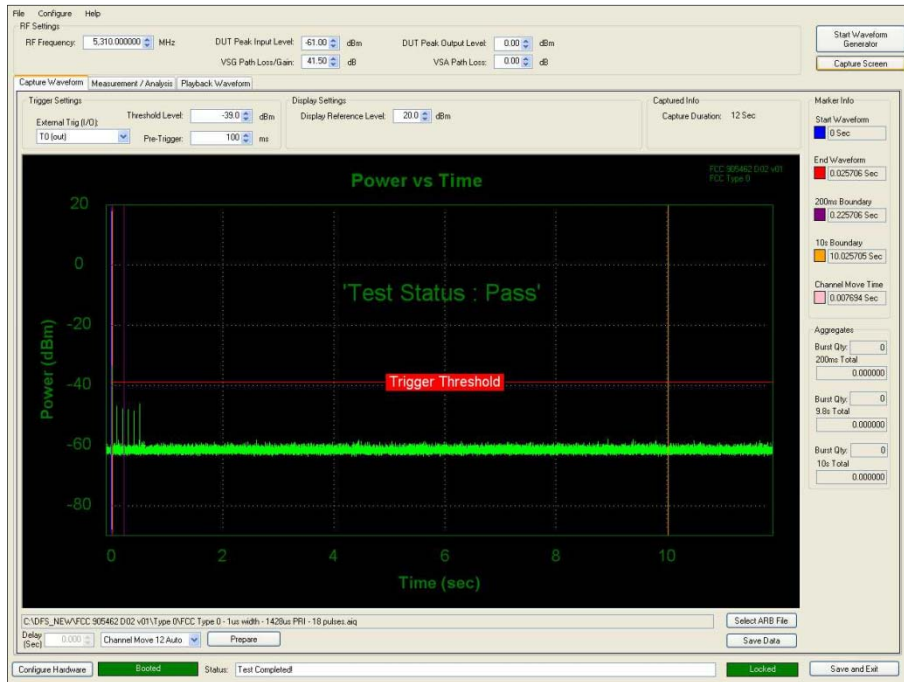 File Configure Help
RF Settings
RF Frequency: 5,310.000000 MHz
DUT Peak Input Level: -61.00 dBm
DUT Peak Output Level: 0.00 dB
VSG Path Loss/Gain: 41.50 dB
VSA Path Loss: 0.00 dB
Start Waveform Generator
Capture Screen
Capture Waveform Measurement / Analysis Playback Waveform
Trigger Settings
External Trig (I/O):
T0 (out)
Threshold Level: -39.0 dBm
Pre-Trigger: 100 ms
Display Settings
Display Reference Level: 20.0 dBm
Captured Info
Capture Duration: 12 Sec
Marker Info
Start Waveform
0 Sec
End Waveform
0.025706 Sec
200ms Boundary
0.225706 Sec
10s Boundary
10.025705 Sec
Channel Move Time
0.007694 Sec
Aggregates
Burst Qty: 0
200ms Total
0.000000
Burst Qty: 0
9.8s Total
0.000000
Burst Qty: 0
10s Total
0.000000
FCC 905462 D02 v01
FCC Type 0
Power vs Time
'Test Status : Pass'
Trigger Threshold
Power (dBm)
20
0
-20
-40
-60
-80
0 2 4 6 8 10
Time (sec)
C:\DFS_NEW\FCC 905462 D02 v01\Type 0\FCC Type 0 - 1us width - 1428us PRI - 18 pulses.aiq
Select ARB File
Delay (Sec) 0.000
Channel Move 12 Auto
Prepare
Save Data
Configure Hardware
Booted
Status: Test Completed!
Locked
Save and Exit